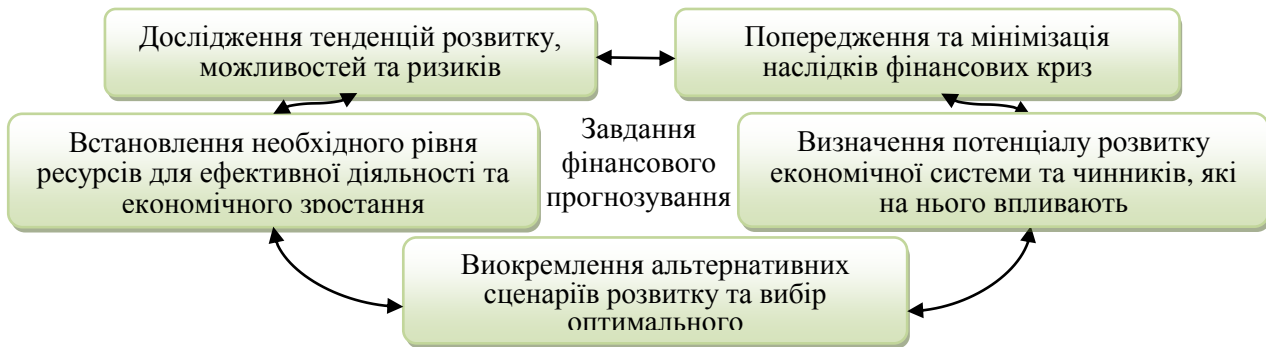 Дослідження тенденцій розвитку,
можливостей та ризиків
Попередження та мінімізація
наслідків фінансових криз
Встановлення необхідного рівня
ресурсів для ефективної діяльності та
економічного зростання
Завдання
фінансового
прогнозування
Визначення потенціалу розвитку
економічної системи та чинників, які
на нього впливають
Виокремлення альтернативних
сценаріїв розвитку та вибір
оптимального